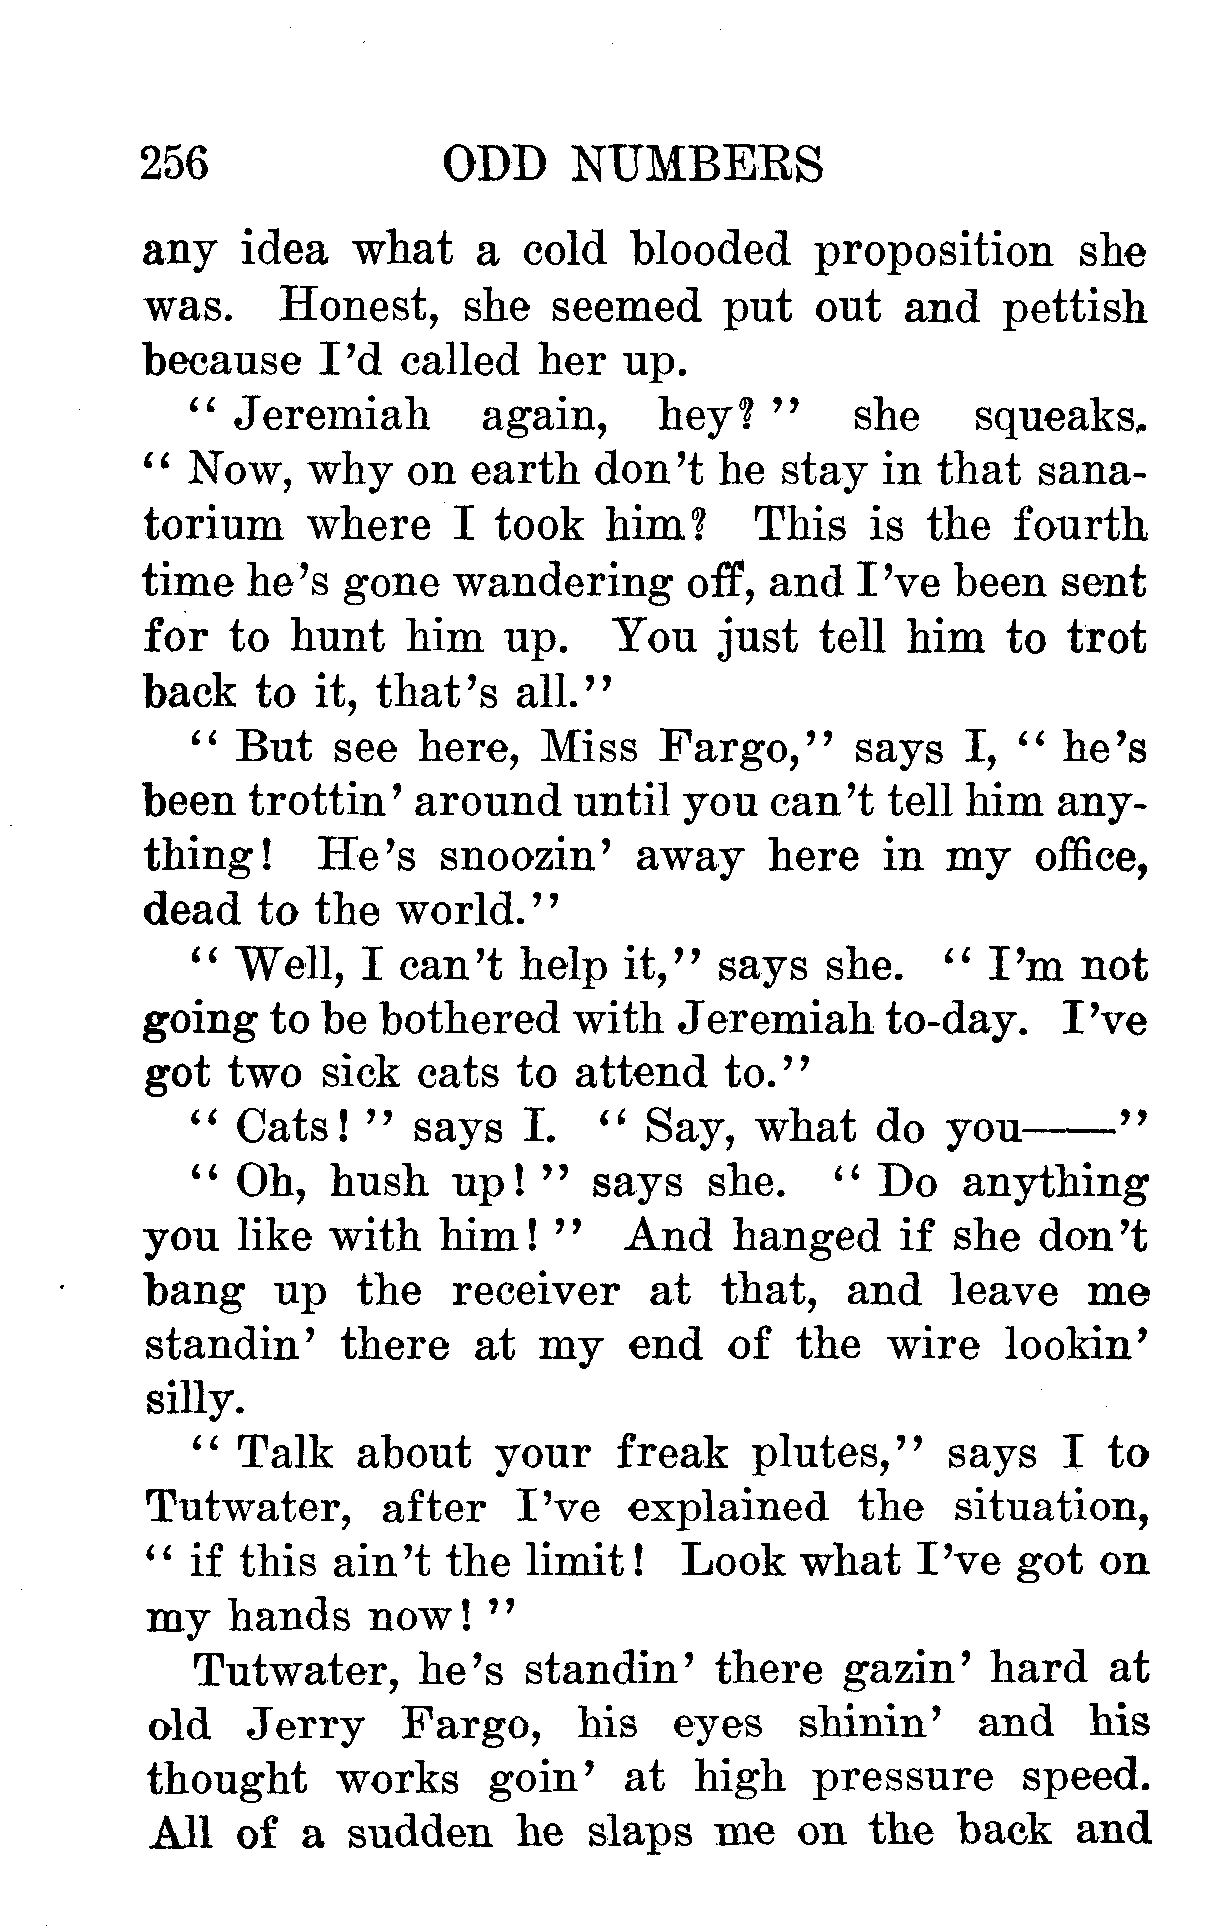 256 ODD NUMBERS
any idea what a cold blooded proposition she
was. Honest, she seemed put out and pettish
because I'd called her up.
"Jeremiah again, hey?" she squeaks.
"Now, why on earth don't he stay in that sana-
torium where I took him? This is the fourth
time he's gone wandering off, and I've been sent
for to hunt him up. You just tell him to trot
back to it, that's all."
"But see here, Miss Fargo," says I, "he's
been trottin' around until you can't tell him any-
thing! He's snoozin' away here in my office,
dead to the world."
"Well, I can't help it," says she. "I'm not
going to be bothered with Jeremiah to-day. I've
got two sick cats to attend to."
"Cats!" says I. "Say, what do you——"
"Oh, hush up!" says she. "Do anything
you like with him!" And hanged if she don't
bang up the receiver at that, and leave me
standin' there at my end of the wire lookin'
silly.
"Talk about your freak plutes," says I to
Tutwater, after I've explained the situation,
"if this ain't the limit! Look what I've got on
my hands now!"
Tutwater, he's standin' there gazin' hard at
old Jerry Fargo, his eyes shinin' and his
thought works goin' at high pressure speed.
All of a sudden he slaps me on the back and